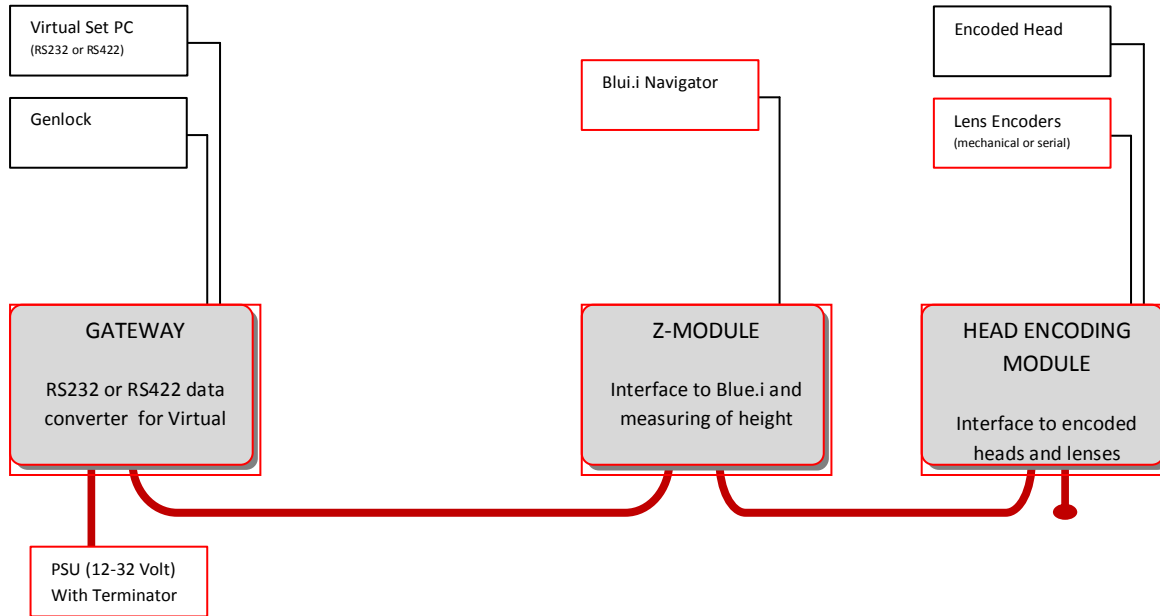 Virtual Set PC
(RS232 or RS422)
Genlock
Blui.i Navigator
Encoded Head
Lens Encoders
(mechanical or serial)
GATEWAY
RS232 or RS422 data
converter for Virtual
Z-MODULE
Interface to Blue.i and
measuring of height
HEAD ENCODING
MODULE
Interface to encoded
heads and lenses
PSU (12-32 Volt)
With Terminator